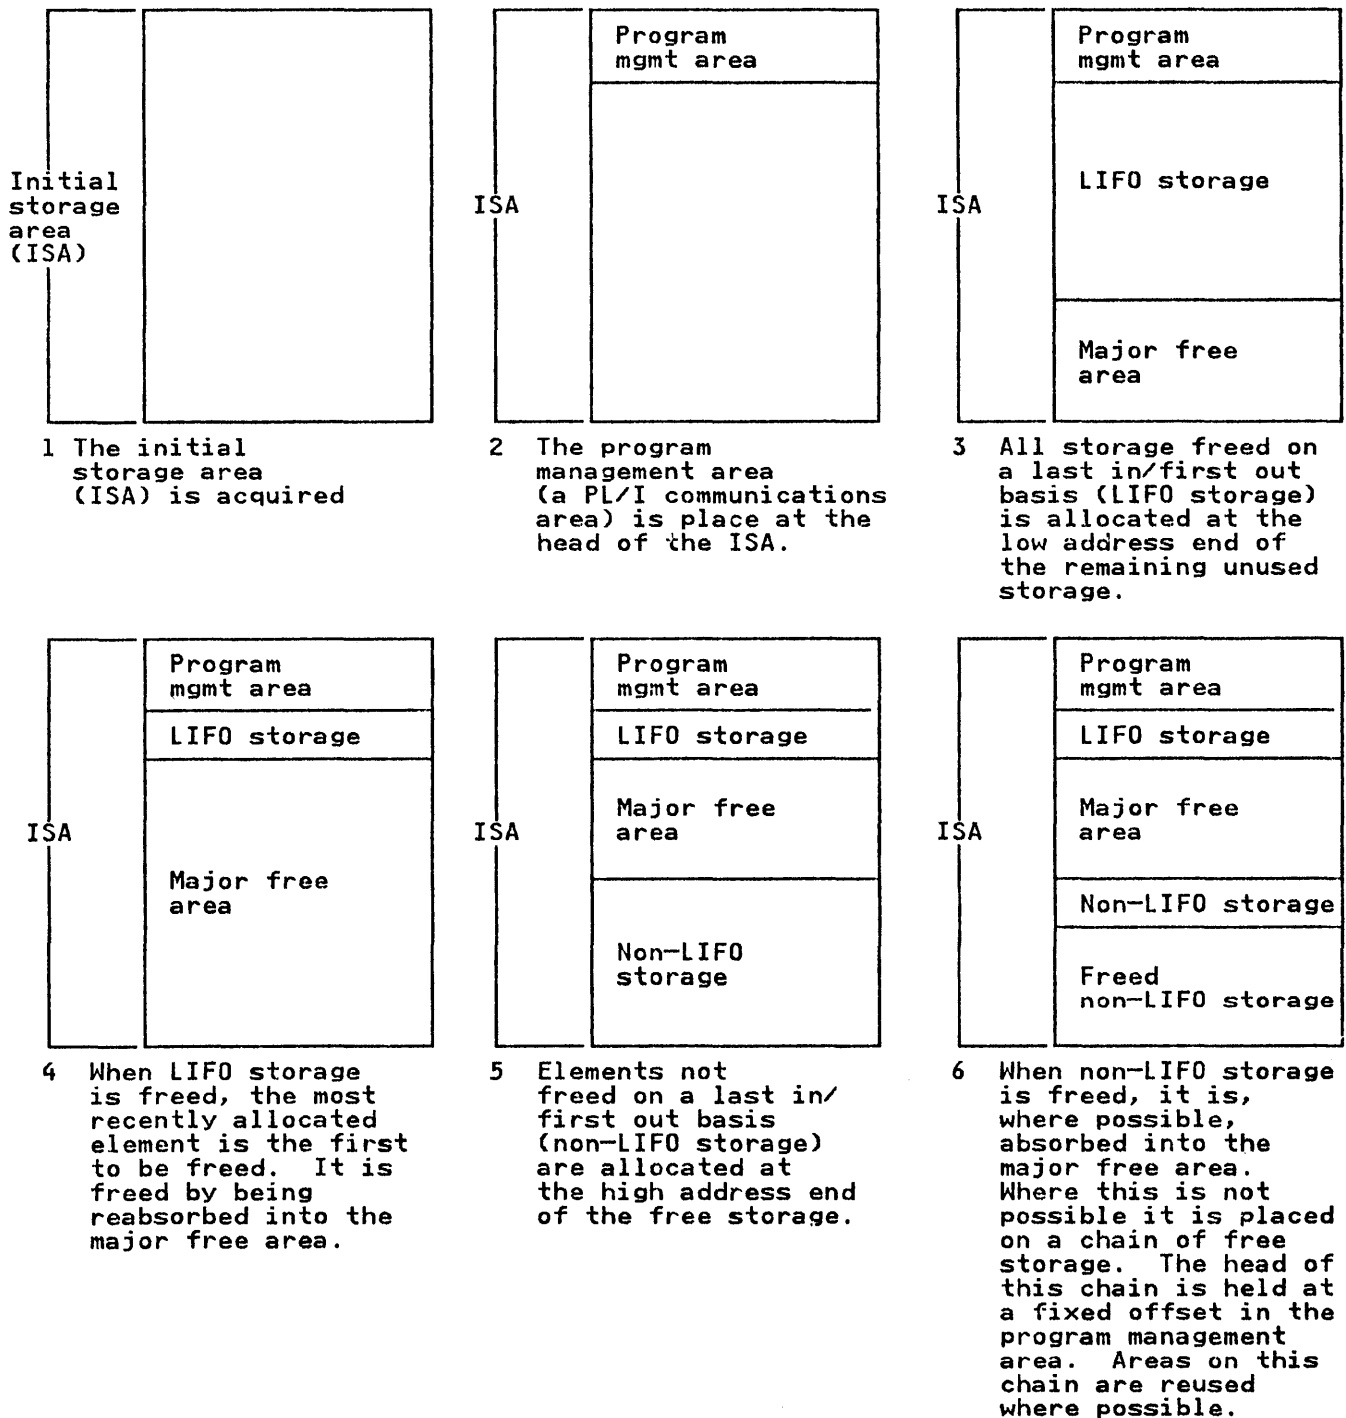 Initial
storage
area
(ISA)
1 The initial
storage area
(ISA) is acquired
Program
mgmt area
ISA
2 The program
management area
(a PL/I communications
area) is place at the
head of the ISA.
Program
mgmt area
LIFO storage
ISA
Major free
area
3 All storage freed on
a last in/first out
basis (LIFO storage)
is allocated at the
low address end of
the remaining unused
storage.
Program
mgmt area
LIFO storage
ISA
Major free
area
4 When LIFO storage
is freed, the most
recently allocated
element is the first
to be freed. It is
freed by being
reabsorbed into the
major free area.
Program
mgmt area
LIFO storage
Major free
area
ISA
Non-LIFO
storage
5 Elements not
freed on a last in/
first out basis
(non-LIFO storage)
are allocated at
the high address end
of the free storage.
Program
mgmt area
LIFO storage
Major free
area
ISA
Non-LIFO storage
Freed
non-LIFO storage
6 When non-LIFO storage
is freed, it is,
where possible,
absorbed into the
major free area.
Where this is not
possible it is placed
on a chain of free
storage. The head of
this chain is held at
a fixed offset in the
program management
area. Areas on this
chain are reused
where possible.